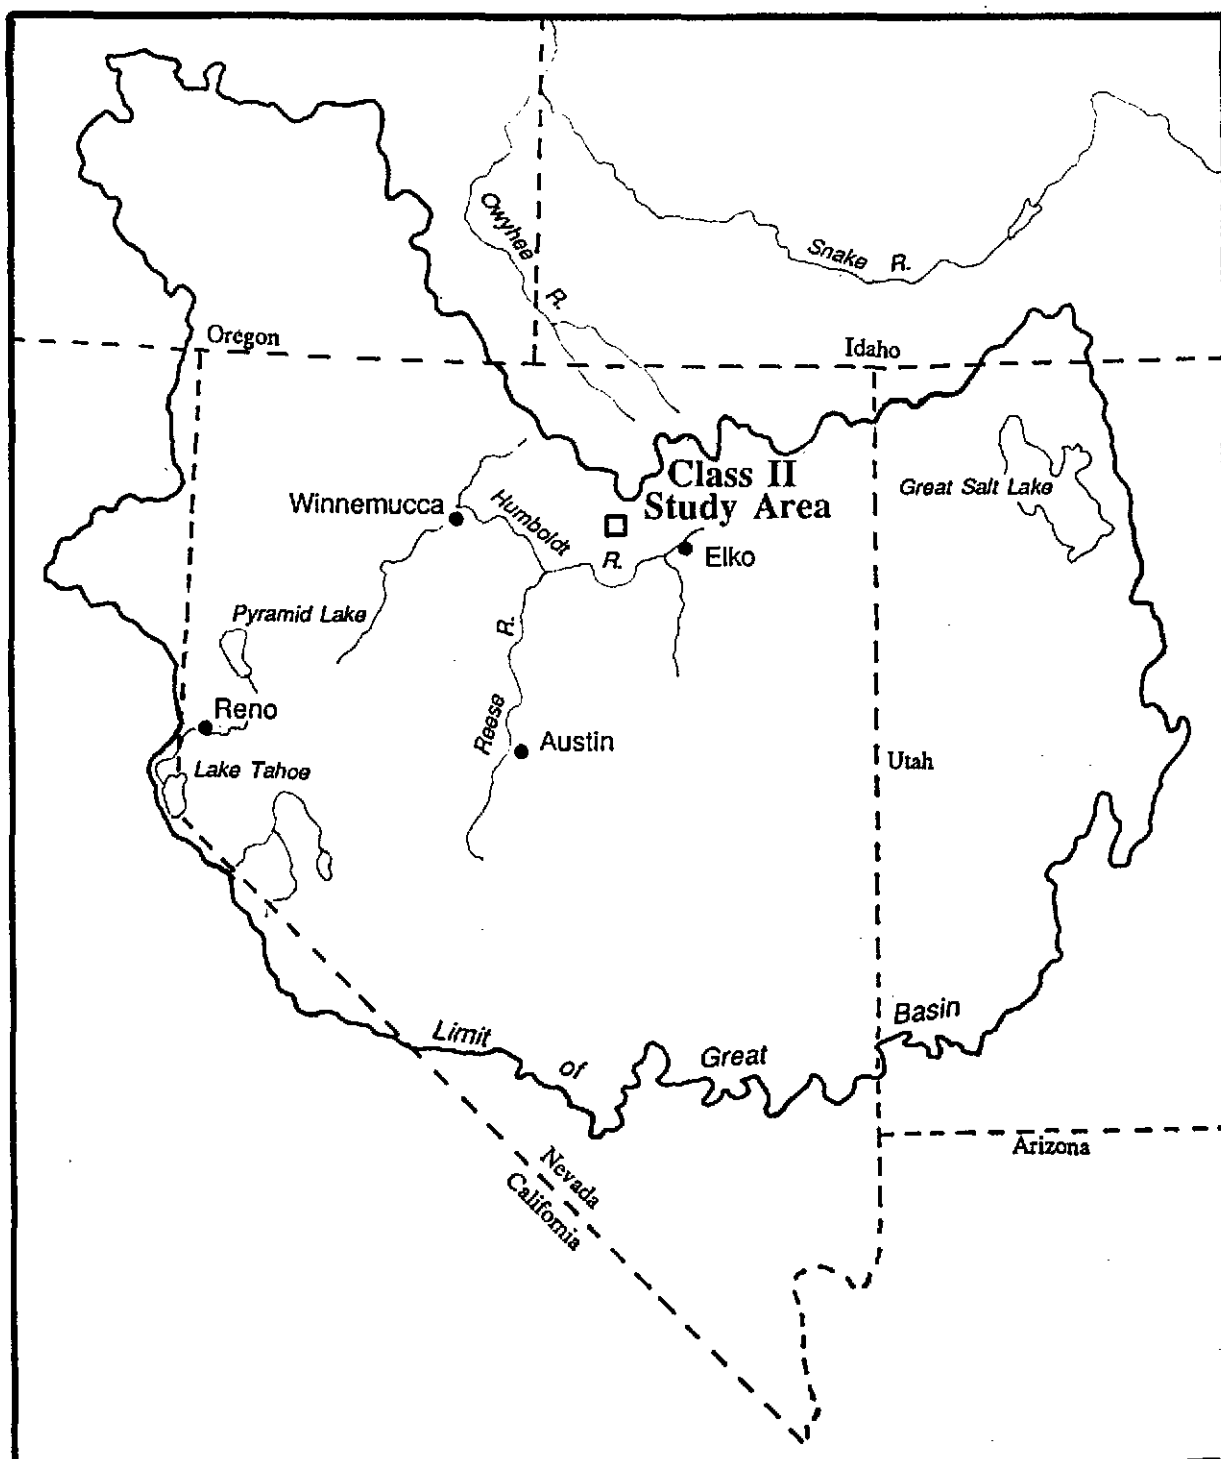 Owyhee R.
Snake R.
Oregon
Idaho
Class II
Study Area
Great Salt Lake
Winnemucca
Humboldt R.
Elko
Pyramid Lake
Reese R.
Reno
Austin
Lake Tahoe
Utah
Limit of Great Basin
Arizona
Nevada
California